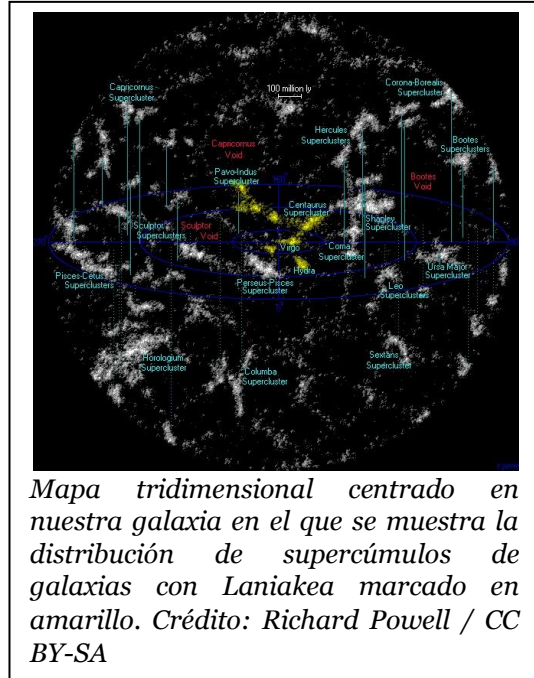 Capricornus
Supercluster
100 million ly
Corona-Borealis
Supercluster
Hercules
Superclusters
Bootes
Superclusters
Capricornus
Void
Pavo-Indus
Supercluster
Bootes
Void
Centaurus
Supercluster
Shapley
Supercluster
Sculptor
Superclusters
Sculptor
Void
Virgo
Coma
Supercluster
Pisces-Cetus
Superclusters
Perseus-Pisces
Supercluster
Hydra
Leo
Superclusters
Ursa Major
Supercluster
Horologium
Supercluster
Columba
Supercluster
Sextans
Supercluster
Mapa tridimensional centrado en
nuestra galaxia en el que se muestra la
distribución de supercúmulos de
galaxias con Laniakea marcado en
amarillo. Crédito: Richard Powell / CC
BY-SA